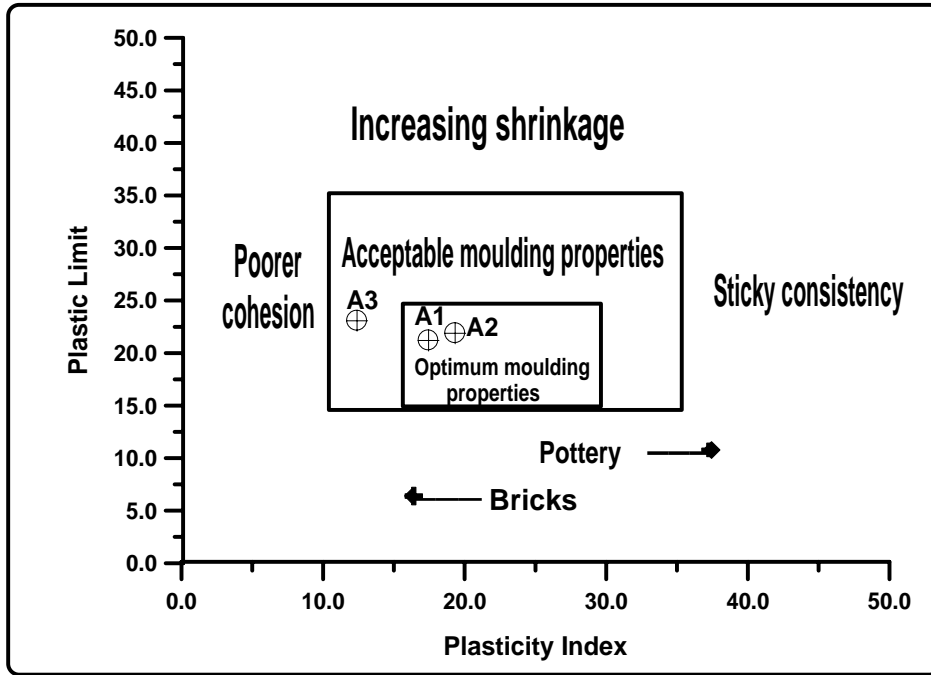 50.0
45.0
40.0
35.0
30.0
25.0
20.0
15.0
10.0
5.0
0.0
Plastic Limit
Increasing shrinkage
Acceptable moulding properties
Poorer
cohesion
Sticky consistency
A3
A1
A2
Optimum moulding
properties
Pottery
Bricks
0.0 10.0 20.0 30.0 40.0 50.0
Plasticity Index